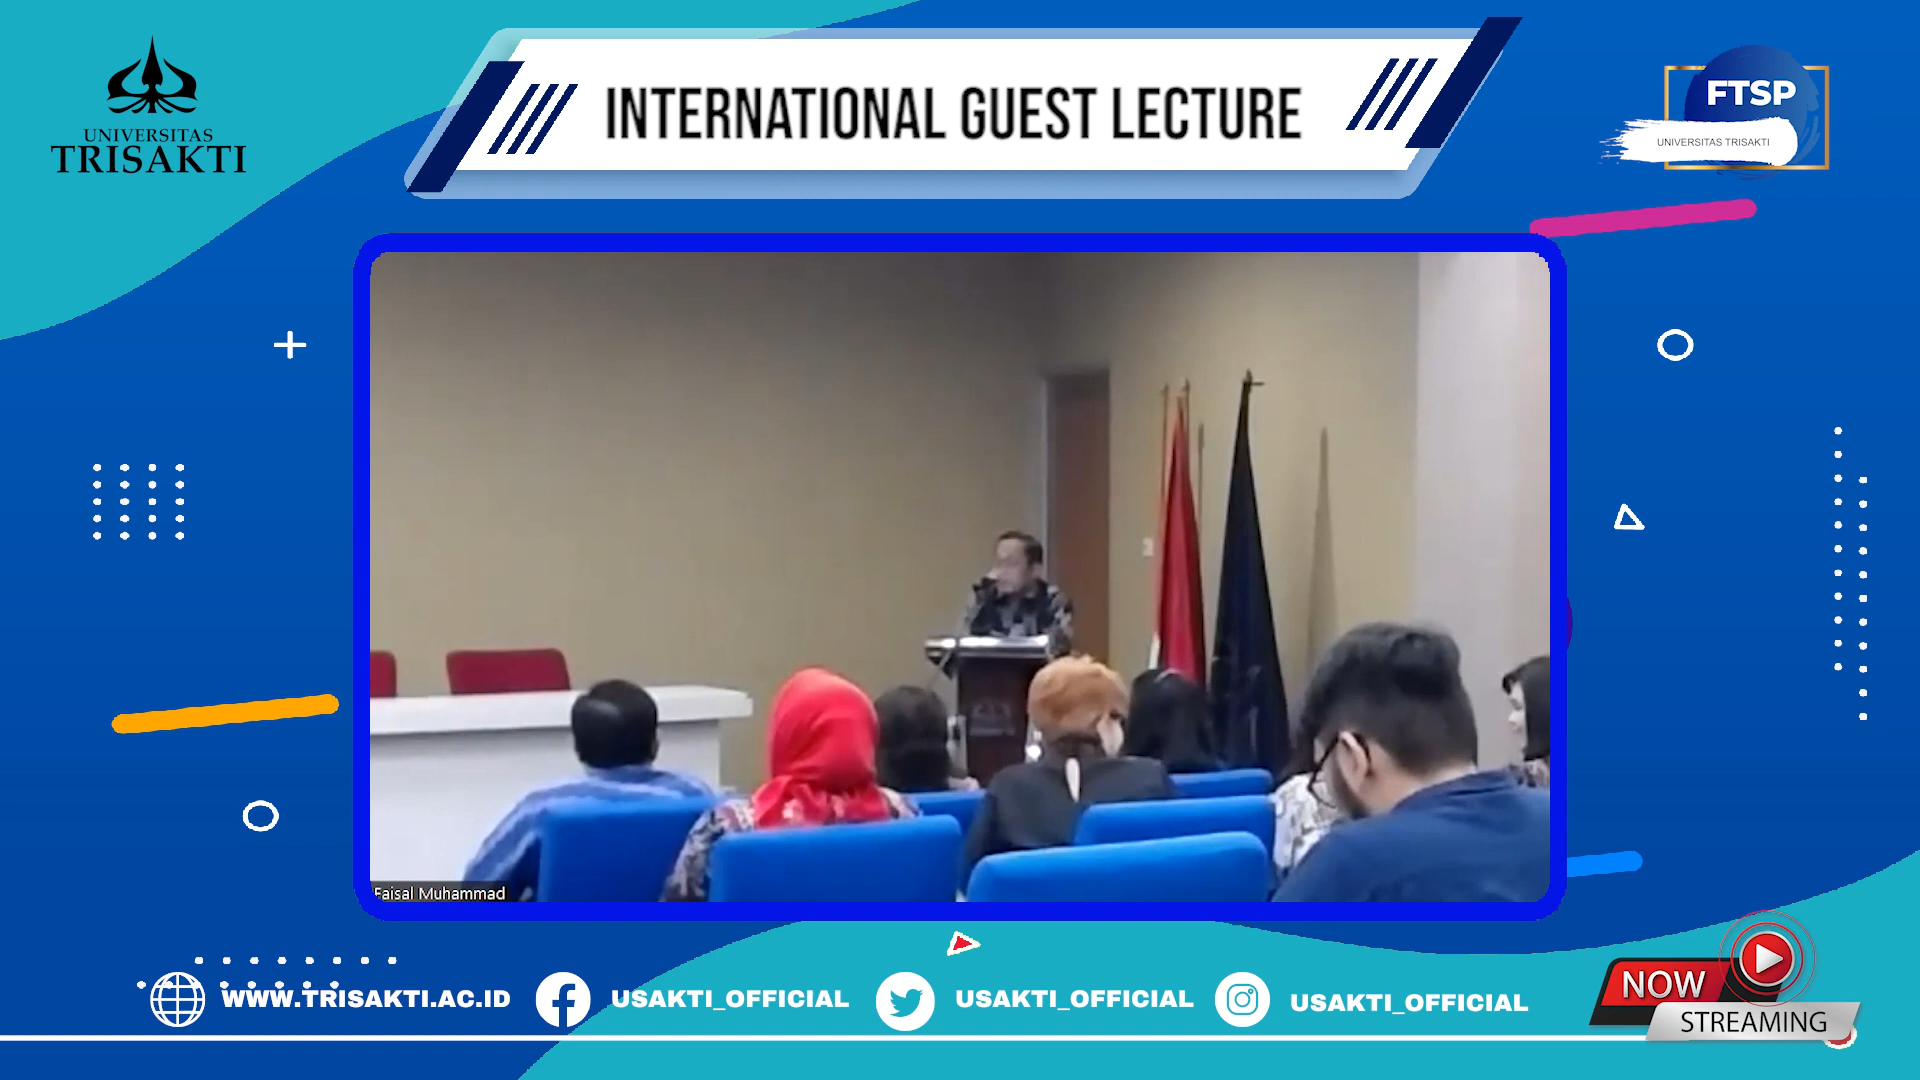 UNIVERSITAS
TRISAKTI
INTERNATIONAL GUEST LECTURE
FTSP
UNIVERSITAS TRISAKTI
Faisal Muhammad
WWW.TRISAKTI.AC.ID
USAKTI_OFFICIAL
USAKTI_OFFICIAL
USAKTI_OFFICIAL
NOW
STREAMING